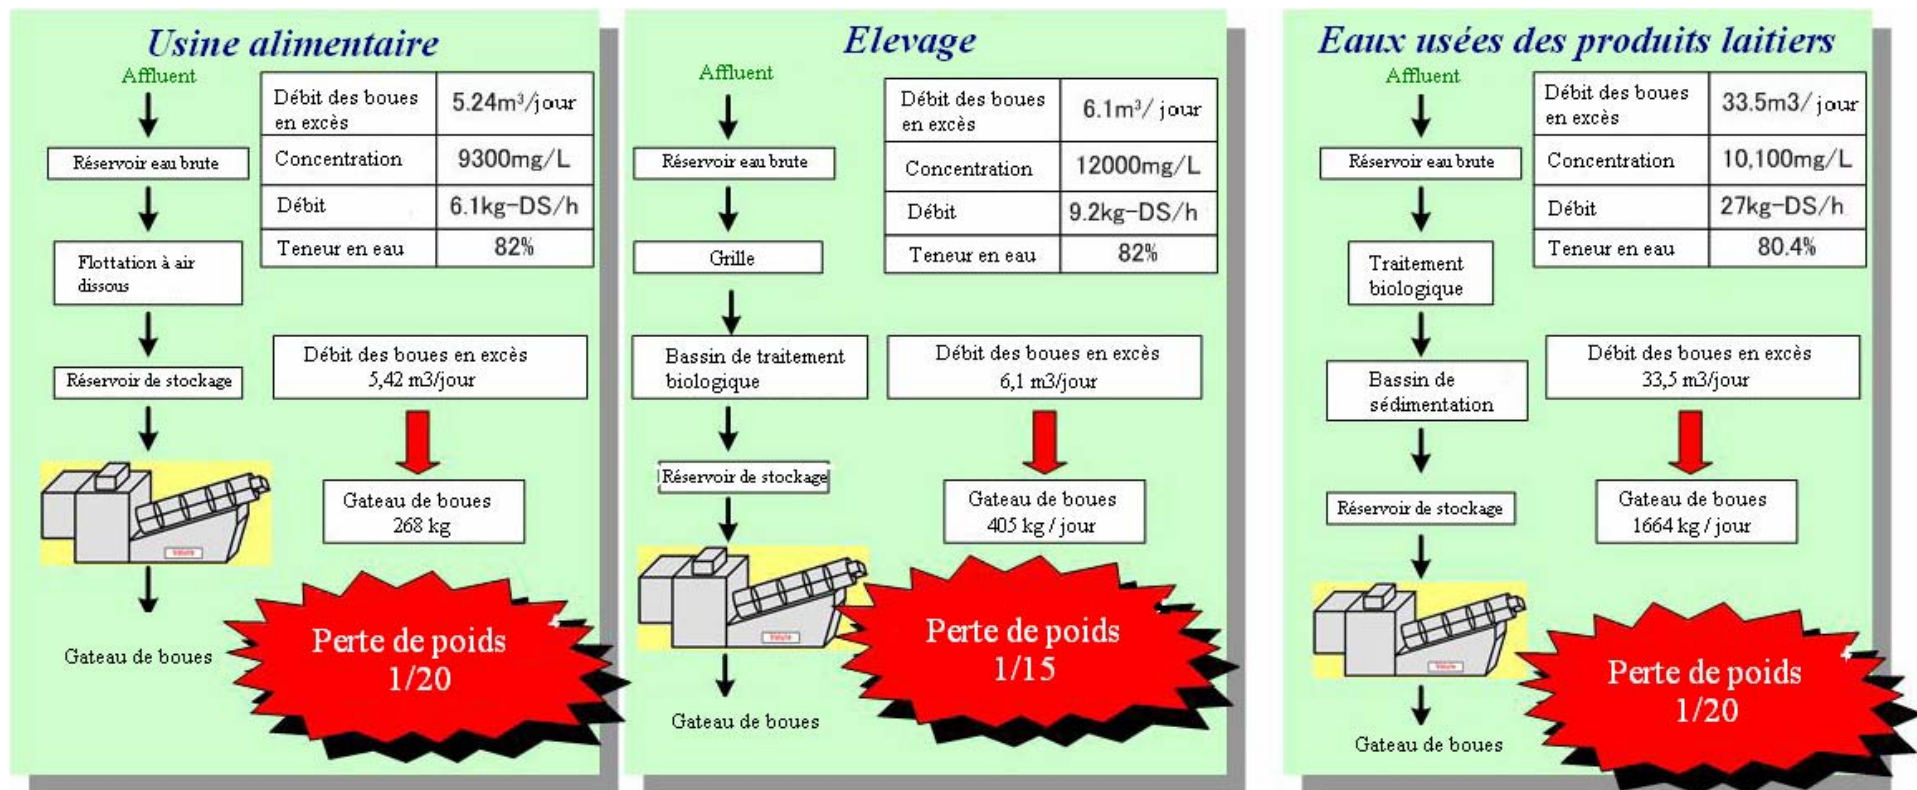 Usine alimentaire
Affluent
Débit des boues
en excès
5.24m³/jour
Concentration
9300mg/L
Débit
6.1kg-DS/h
Teneur en eau
82%
Réservoir eau brute
Flottation à air
dissous
Réservoir de stockage
Débit des boues en excès
5,42 m3/jour
Gateau de boues
268 kg
Gateau de boues
Perte de poids
1/20
Elevage
Affluent
Débit des boues
en excès
6.1m³/ jour
Concentration
12000mg/L
Débit
9.2kg-DS/h
Teneur en eau
82%
Réservoir eau brute
Grille
Bassin de traitement
biologique
Réservoir de stockage
Débit des boues en excès
6,1 m3/jour
Gateau de boues
405 kg / jour
Gateau de boues
Perte de poids
1/15
Eaux usées des produits laitiers
Affluent
Débit des boues
en excès
33.5m3/ jour
Concentration
10,100mg/L
Débit
27kg-DS/h
Teneur en eau
80.4%
Réservoir eau brute
Traitement
biologique
Bassin de
sédimentation
Réservoir de stockage
Débit des boues en excès
33,5 m3/jour
Gateau de boues
1664 kg / jour
Gateau de boues
Perte de poids
1/20